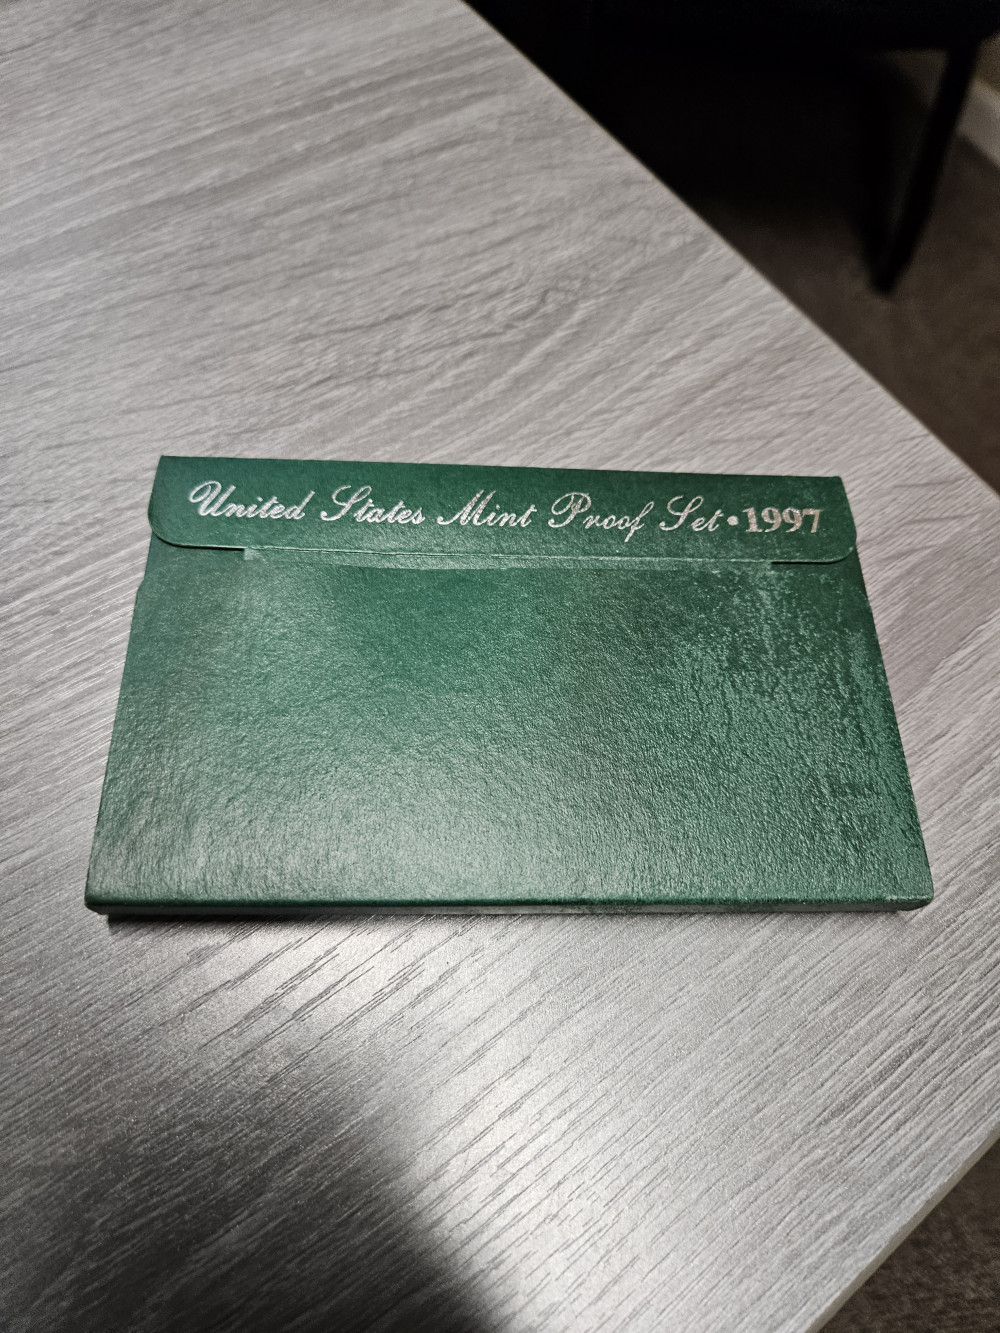 United States Mint Proof Set • 1997